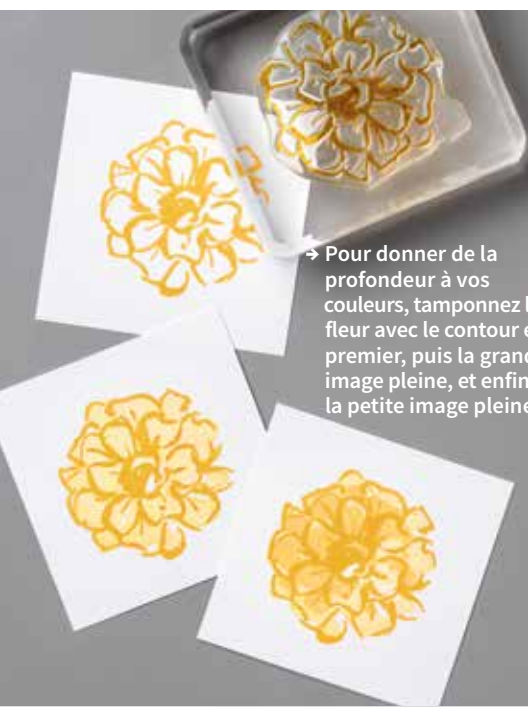 → Pour donner de la
profondeur à vos
couleurs, tamponnez
fleur avec le contour
premier, puis la
image pleine, et enfin
la petite image pleine